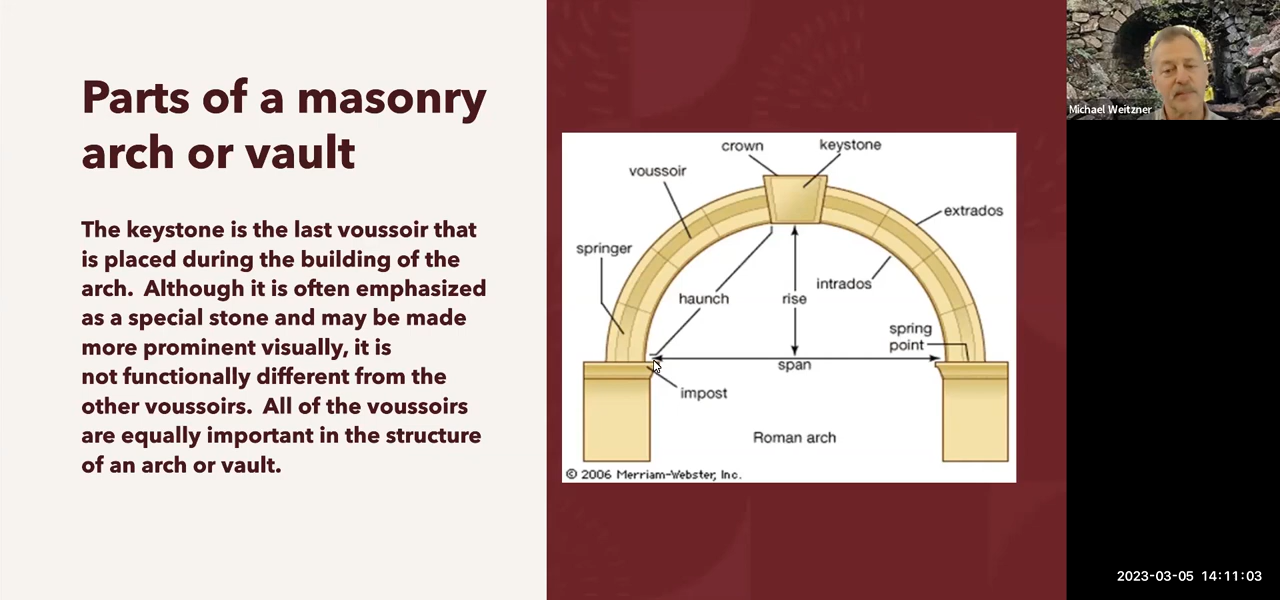 Parts of a masonry
arch or vault
The keystone is the last voussoir that
is placed during the building of the
arch.  Although it is often emphasized
as a special stone and may be made
more prominent visually, it is
not functionally different from the
other voussoirs.  All of the voussoirs
are equally important in the structure
of an arch or vault.
crown
keystone
voussoir
extrados
springer
intrados
haunch
rise
spring
point
span
impost
Roman arch
© 2006 Merriam-Webster, Inc.
Michael Weitzner
2023-03-05 14:11:03